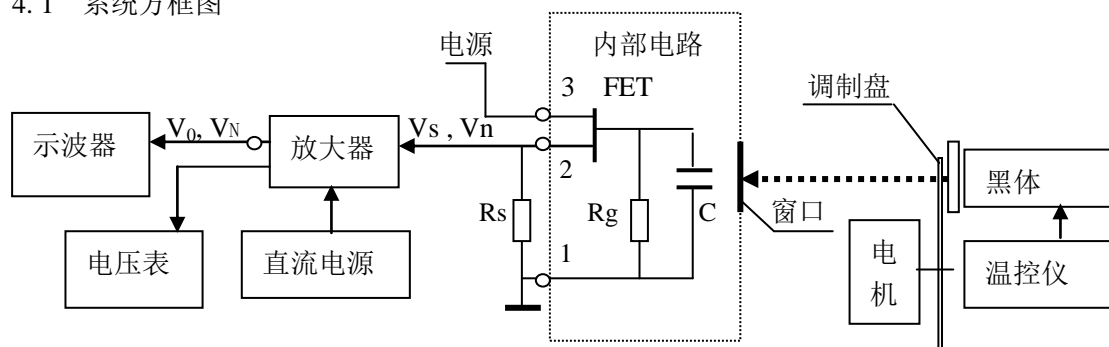 4.1 系统方框图
电源
内部电路
3 FET
调制盘
示波器
V0, VN
放大器
Vs , Vn
2
黑体
Rs
Rg
C
窗口
1
电压表
直流电源
电机
温控仪